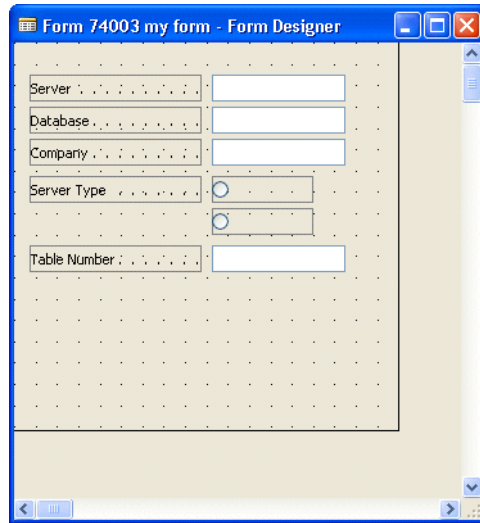 Form 74003 my form - Form Designer
Server
Database
Company
Server Type
Table Number